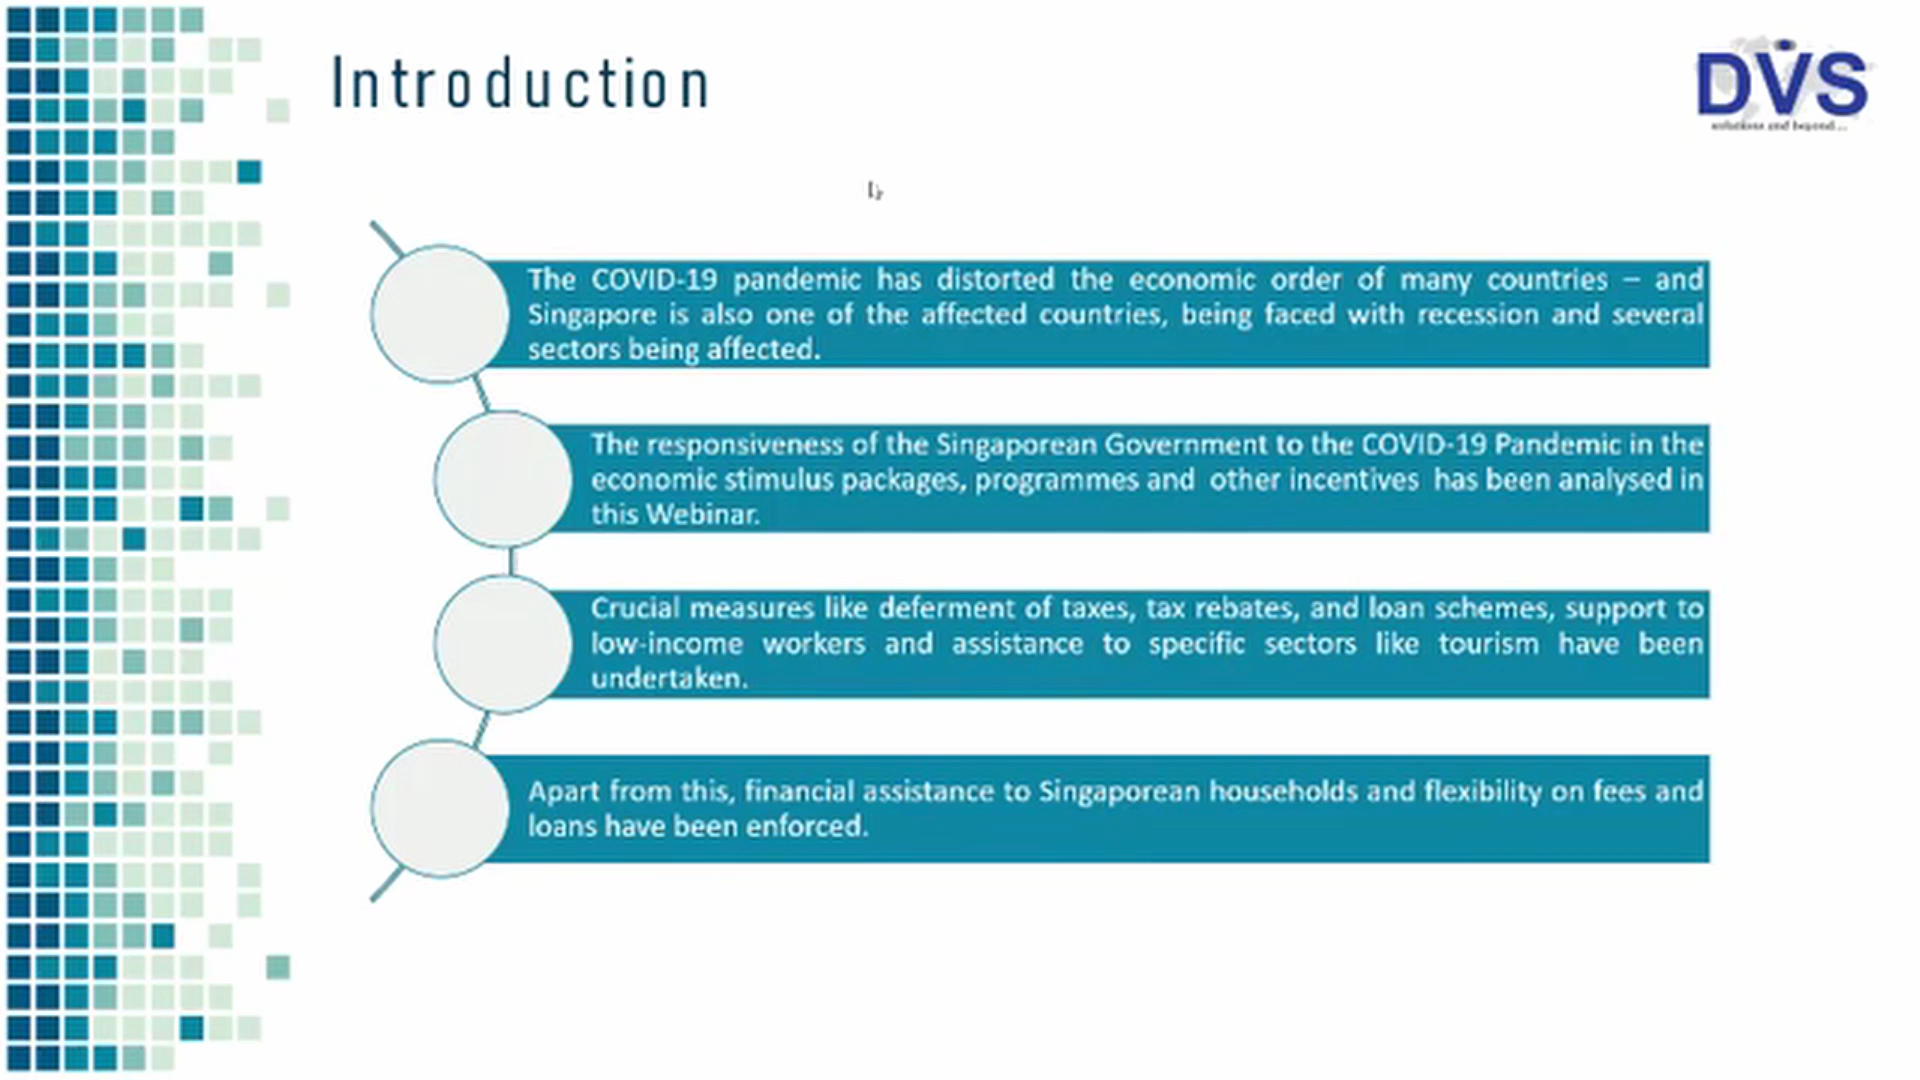 Introduction
DVS
solutions and beyond...
The COVID-19 pandemic has distorted the economic order of many countries – and
Singapore is also one of the affected countries, being faced with recession and several
sectors being affected.
The responsiveness of the Singaporean Government to the COVID-19 Pandemic in the
economic stimulus packages, programmes and other incentives has been analysed in
this Webinar.
Crucial measures like deferment of taxes, tax rebates, and loan schemes, support to
low-income workers and assistance to specific sectors like tourism have been
undertaken.
Apart from this, financial assistance to Singaporean households and flexibility on fees and
loans have been enforced.